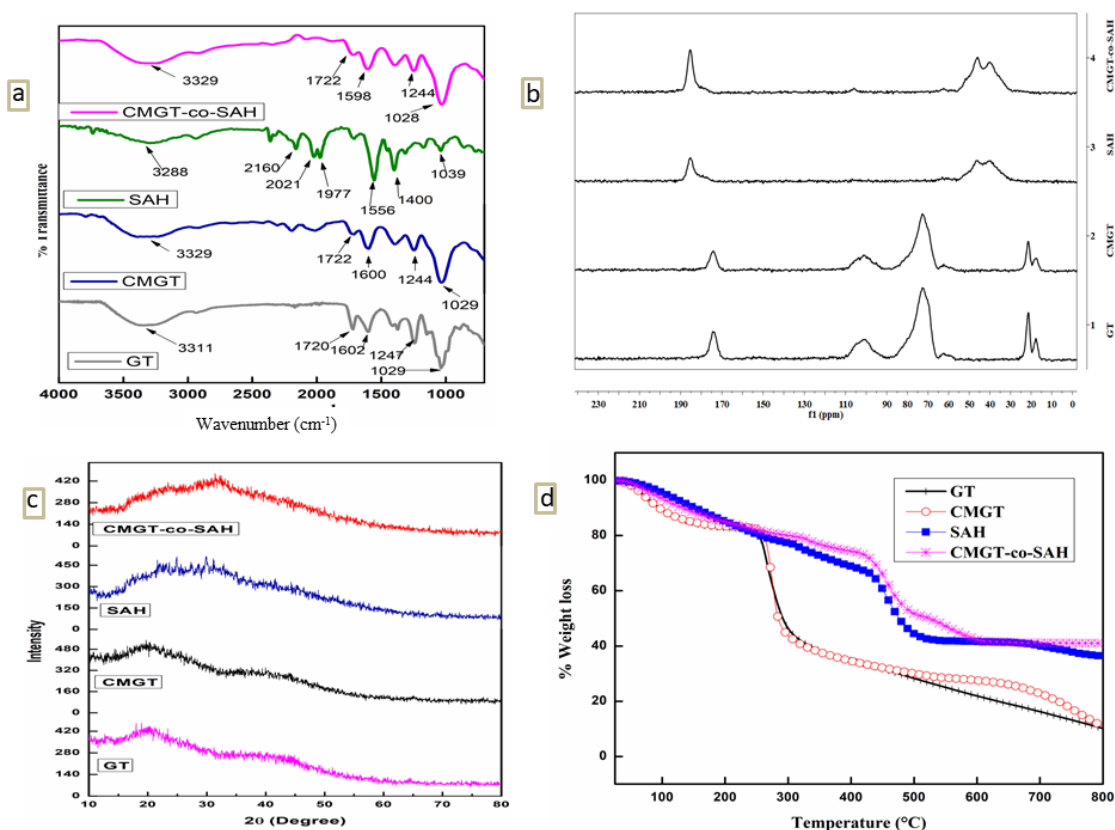 a
3329
1722
1598
1244
1028
CMGT-co-SAH
3288
2160
2021
1977
1556
1400
1039
SAH
3329
1722
1600
1244
1029
CMGT
3311
1720
1602
1247
1029
GT
% Transmuttance
4000 3500 3000 2500 2000 1500 1000
Wavenumber (cm-1)
b
CMGT-co-SAH
4
SAH
3
CMGT
2
GT
1
230 210 190 170 150 130 110 90 80 70 60 50 40 30 20 10 0
f1 (ppm)
c
420
280
140
0
CMGT-co-SAH
450
300
150
0
SAH
480
320
160
0
CMGT
420
280
140
0
GT
Intensity
10 20 30 40 50 60 70 80
2θ (Degree)
d
GT
CMGT
SAH
CMGT-co-SAH
100
80
60
40
20
0
% Weight loss
100 200 300 400 500 600 700 800
Temperature (°C)